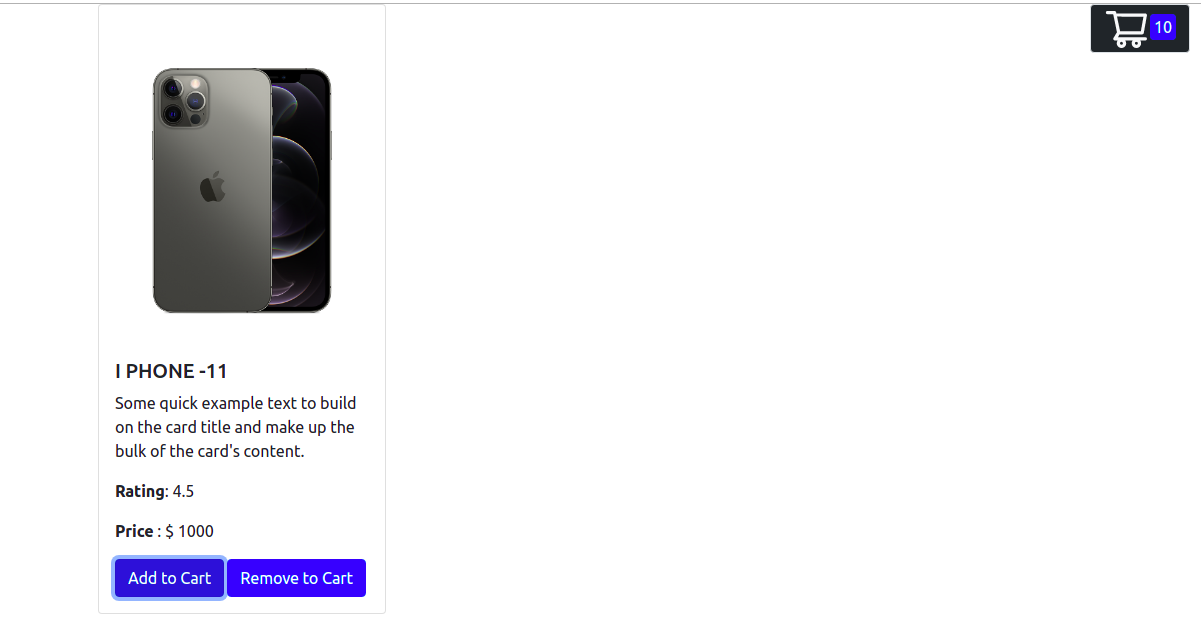 10
I PHONE -11
Some quick example text to build
on the card title and make up the
bulk of the card's content.
Rating: 4.5
Price : $ 1000
Add to Cart
Remove to Cart